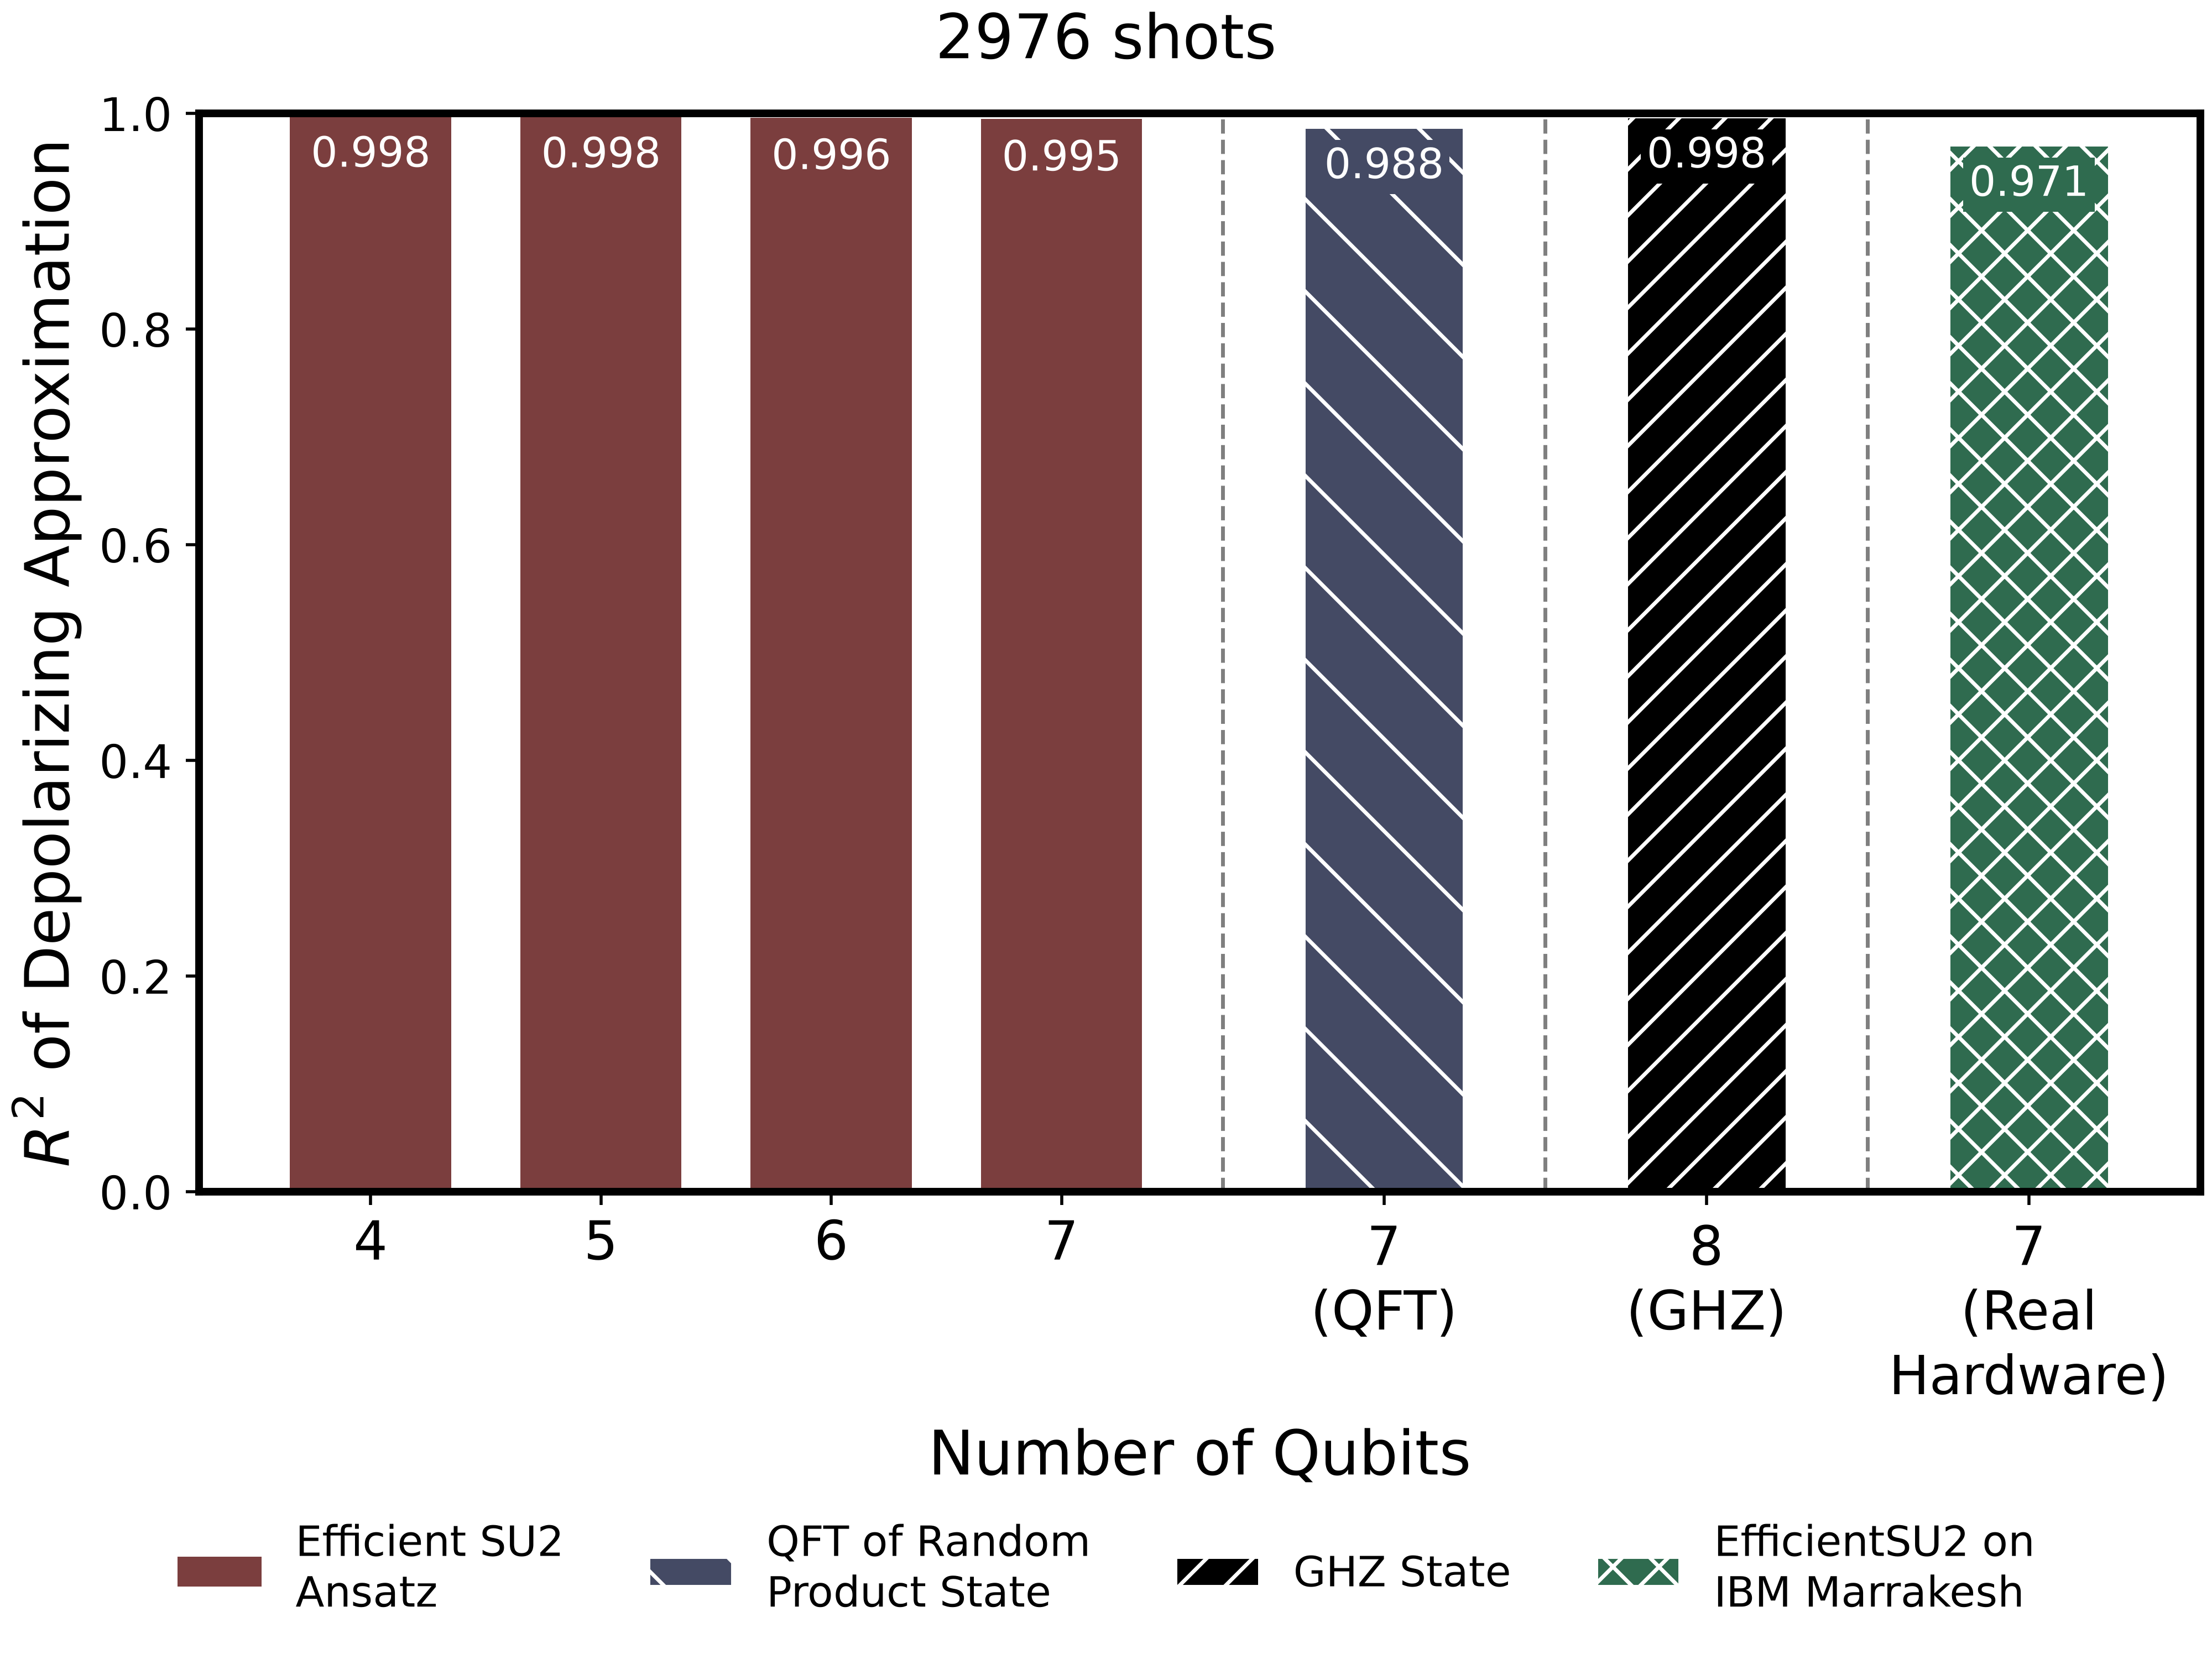 2976 shots
R² of Depolarizing Approximation
1.0
0.8
0.6
0.4
0.2
0.0
0.998
0.998
0.996
0.995
0.988
0.998
0.971
4
5
6
7
7
(QFT)
8
(GHZ)
7
(Real
Hardware)
Number of Qubits
Efficient SU2
Ansatz
QFT of Random
Product State
GHZ State
EfficientSU2 on
IBM Marrakesh